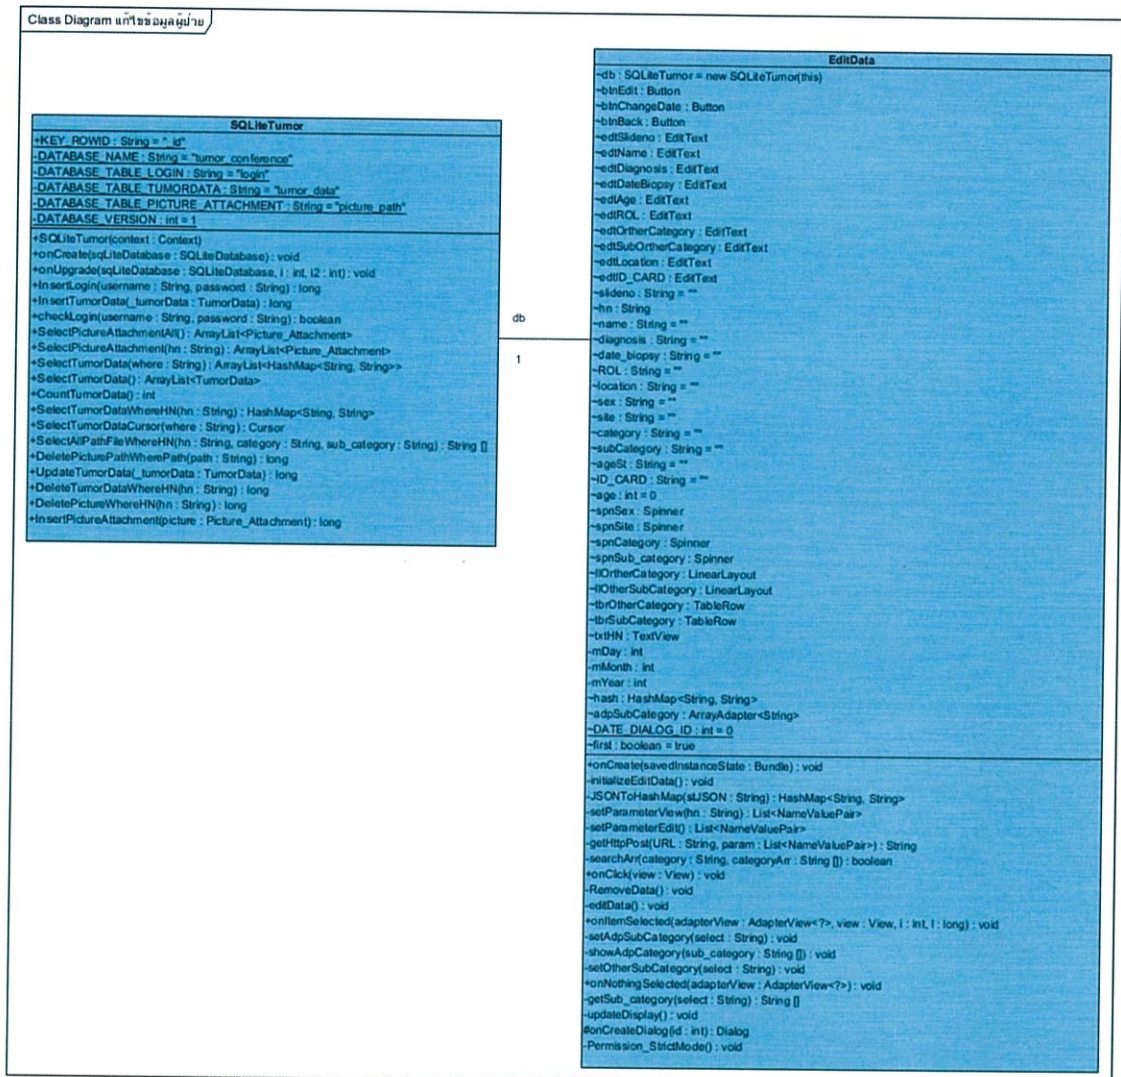 Class Diagram แก้ไขข้อมูลผู้ป่วย
SQLiteTumor
+KEY_ROWID : String = "_id"
-DATABASE_NAME : String = "tumor_conference"
-DATABASE_TABLE_LOGIN : String = "login"
-DATABASE_TABLE_TUMORDATA : String = "tumor_data"
-DATABASE_TABLE_PICTURE_ATTACHMENT : String = "picture_path"
-DATABASE_VERSION : int = 1
+SQLiteTumor(context : Context)
+onCreate(sqLiteDatabase : SQLiteDatabase) : void
+onUpgrade(sqLiteDatabase : SQLiteDatabase, i : int, i2 : int) : void
+InsertLogin(username : String, password : String) : long
+InsertTumorData(_tumorData : TumorData) : long
+checkLogin(username : String, password : String) : boolean
+SelectPictureAttachmentAll() : ArrayList<Picture_Attachment>
+SelectPictureAttachment(hn : String) : ArrayList<Picture_Attachment>
+SelectTumorData(where : String) : ArrayList<HashMap<String, String>>
+SelectTumorData() : ArrayList<TumorData>
+CountTumorData() : int
+SelectTumorDataWhereHN(hn : String) : HashMap<String, String>
+SelectTumorDataCursor(where : String) : Cursor
+SelectAllPathFileWhereHN(hn : String, category : String, sub_category : String) : String []
+DeletePicturePathWherePath(path : String) : long
+UpdateTumorData(_tumorData : TumorData) : long
+DeleteTumorDataWhereHN(hn : String) : long
+DeletePictureWhereHN(hn : String) : long
+InsertPictureAttachment(picture : Picture_Attachment) : long
db
1
EditData
~db : SQLiteTumor = new SQLiteTumor(this)
~btnEdit : Button
~btnChangeDate : Button
~btnBack : Button
~edtSlideno : EditText
~edtName : EditText
~edtDiagnosis : EditText
~edtDateBiopsy : EditText
~edtAge : EditText
~edtROL : EditText
~edtOrtherCategory : EditText
~edtSubOrtherCategory : EditText
~edtLocation : EditText
~edtID_CARD : EditText
~slideno : String = ""
~hn : String
~name : String = ""
~diagnosis : String = ""
~date_biopsy : String = ""
~ROL : String = ""
~location : String = ""
~sex : String = ""
~site : String = ""
~category : String = ""
~subCategory : String = ""
~ageSt : String = ""
~ID_CARD : String = ""
~age : int = 0
~spnSex : Spinner
~spnSite : Spinner
~spnCategory : Spinner
~spnSub_category : Spinner
~llOrtherCategory : LinearLayout
~llOtherSubCategory : LinearLayout
~tbrOtherCategory : TableRow
~tbrSubCategory : TableRow
~txtHN : TextView
-mDay : int
-mMonth : int
-mYear : int
~hash : HashMap<String, String>
~adpSubCategory : ArrayAdapter<String>
~DATE_DIALOG_ID : int = 0
~first : boolean = true
+onCreate(savedInstanceState : Bundle) : void
-initializeEditData() : void
-JSONToHashMap(stJSON : String) : HashMap<String, String>
-setParameterView(hn : String) : List<NameValuePair>
-setParameterEdit() : List<NameValuePair>
-getHttpPost(URL : String, param : List<NameValuePair>) : String
-searchArr(category : String, categoryArr : String []) : boolean
+onClick(view : View) : void
-RemoveData() : void
-editData() : void
+onItemSelected(adapterView : AdapterView<?>, view : View, i : int, l : long) : void
-setAdpSubCategory(select : String) : void
-showAdpCategory(sub_category : String []) : void
-setOtherSubCategory(select : String) : void
+onNothingSelected(adapterView : AdapterView<?>) : void
-getSub_category(select : String) : String []
-updateDisplay() : void
#onCreateDialog(id : int) : Dialog
-Permission_StrictMode() : void